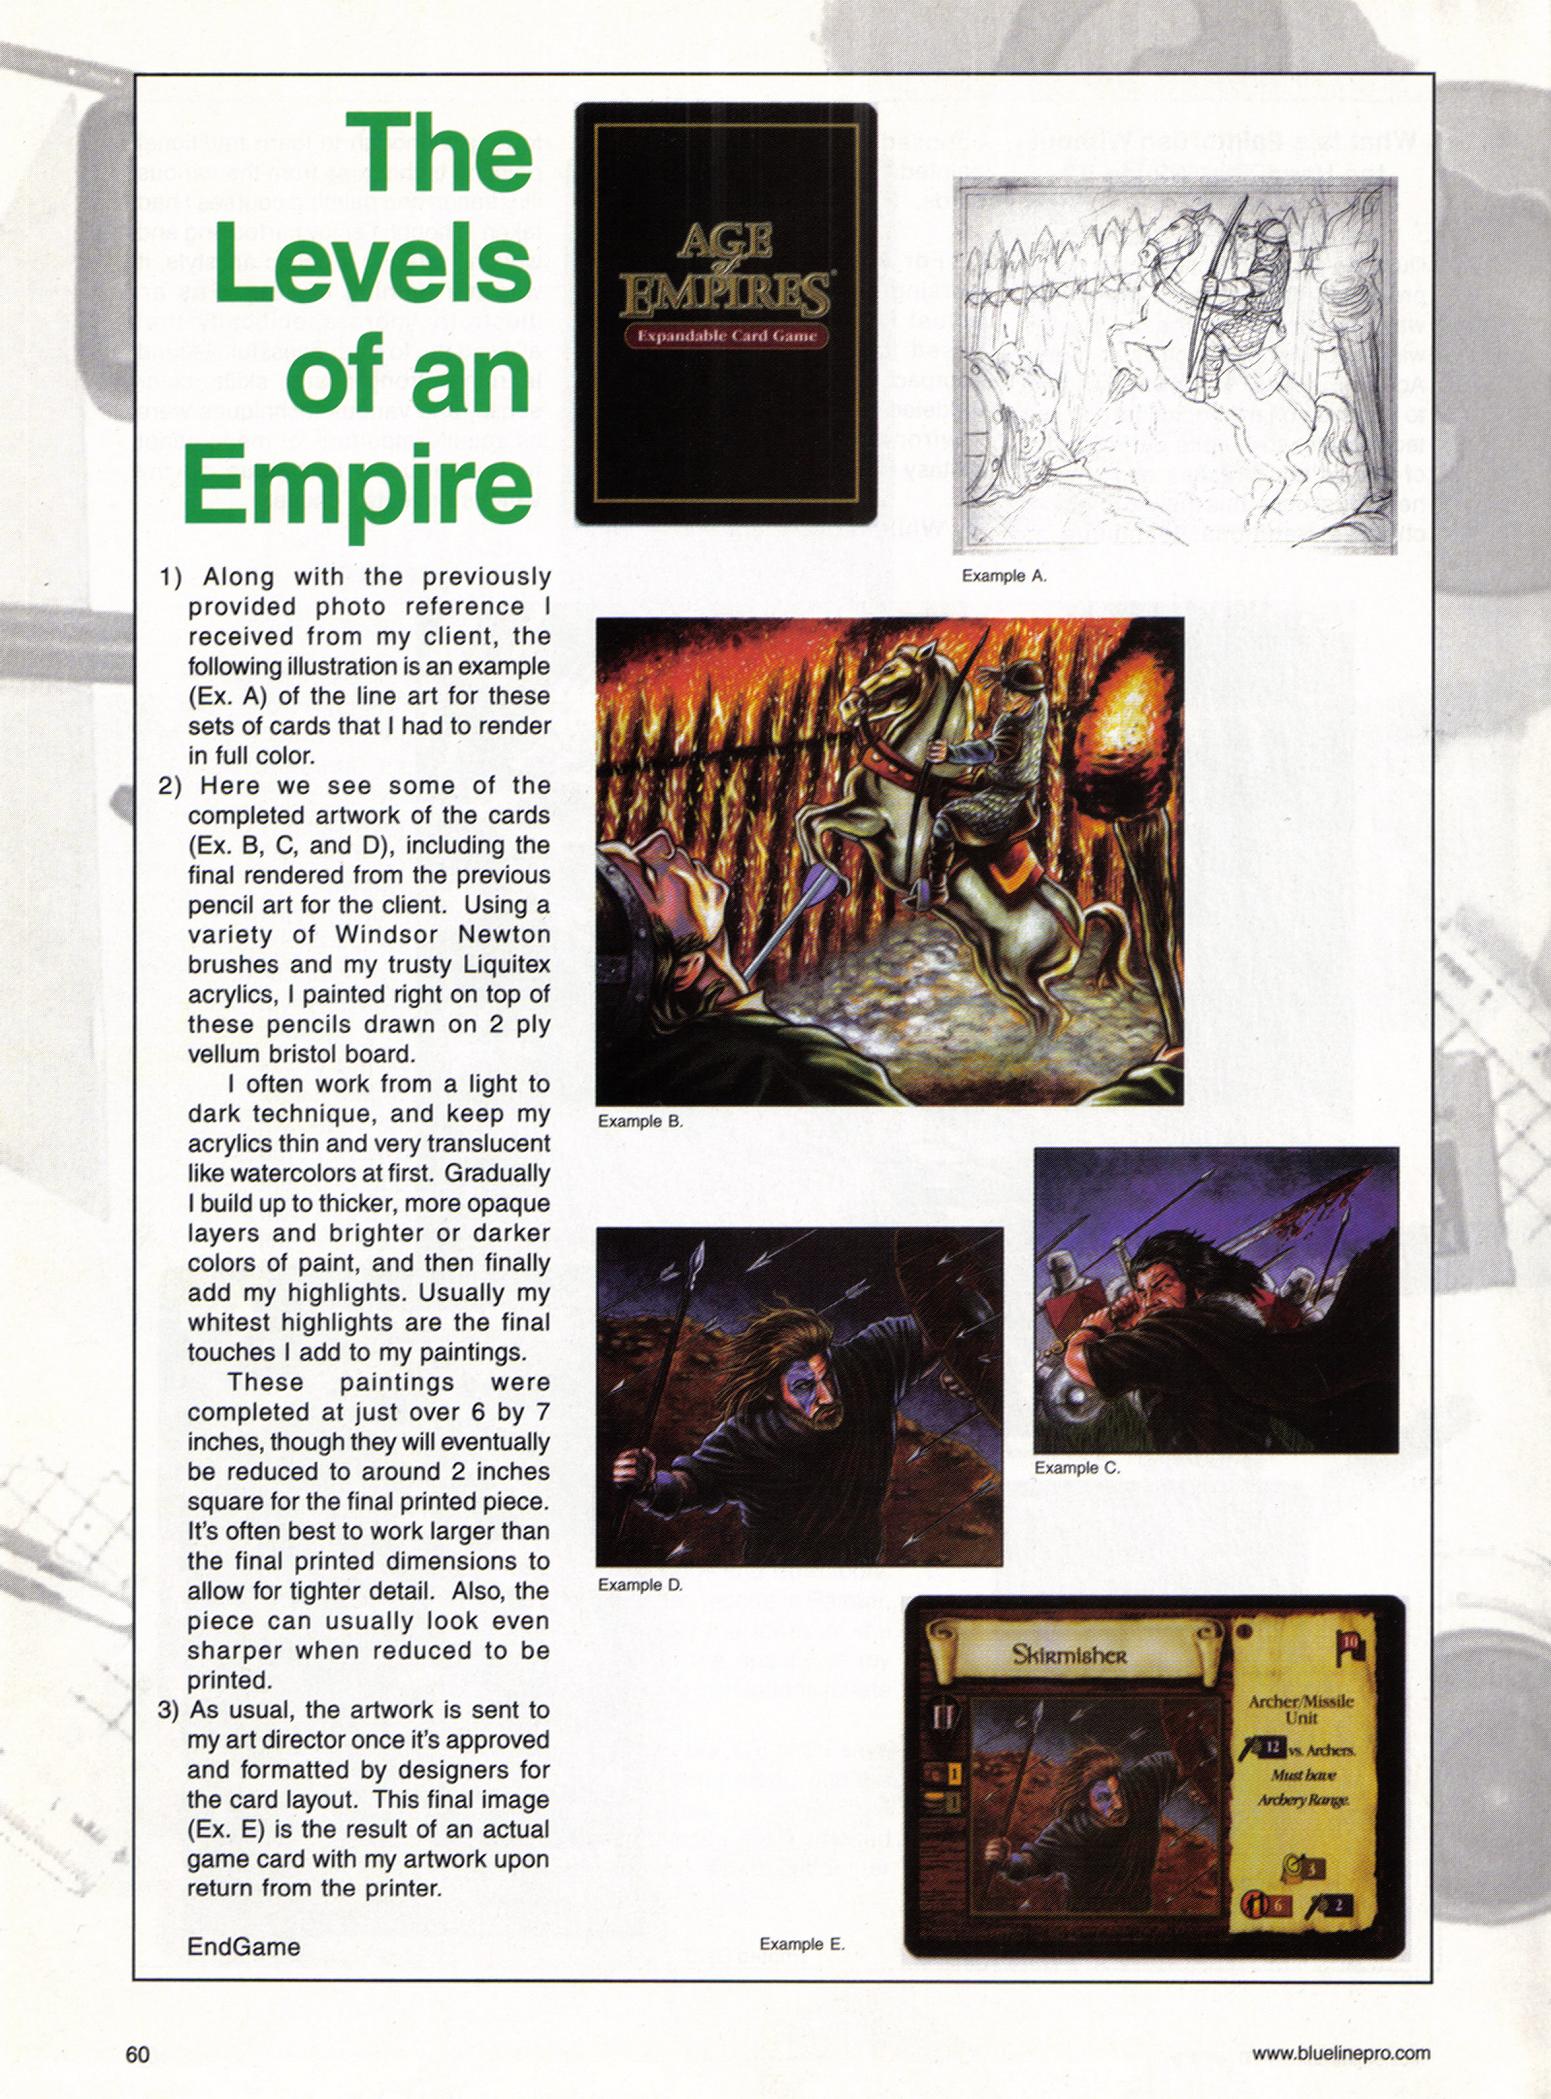 The
Levels
of an
Empire
AGE
of
EMPIRES®
Expandable Card Game
Example A.
1) Along with the previously
provided photo reference I
received from my client, the
following illustration is an example
(Ex. A) of the line art for these
sets of cards that I had to render
in full color.
2) Here we see some of the
completed artwork of the cards
(Ex. B, C, and D), including the
final rendered from the previous
pencil art for the client. Using a
variety of Windsor Newton
brushes and my trusty Liquitex
acrylics, I painted right on top of
these pencils drawn on 2 ply
vellum bristol board.
I often work from a light to
dark technique, and keep my
acrylics thin and very translucent
like watercolors at first. Gradually
I build up to thicker, more opaque
layers and brighter or darker
colors of paint, and then finally
add my highlights. Usually my
whitest highlights are the final
touches I add to my paintings.
These paintings were
completed at just over 6 by 7
inches, though they will eventually
be reduced to around 2 inches
square for the final printed piece.
It's often best to work larger than
the final printed dimensions to
allow for tighter detail. Also, the
piece can usually look even
sharper when reduced to be
printed.
3) As usual, the artwork is sent to
my art director once it's approved
and formatted by designers for
the card layout. This final image
(Ex. E) is the result of an actual
game card with my artwork upon
return from the printer.
EndGame
Example B.
Example C.
Example D.
Skirmisher
10
Archer/Missile
Unit
12 vs. Archers.
Must have
Archery Range.
1
1
3
6 2
Example E.
60
www.bluelinepro.com